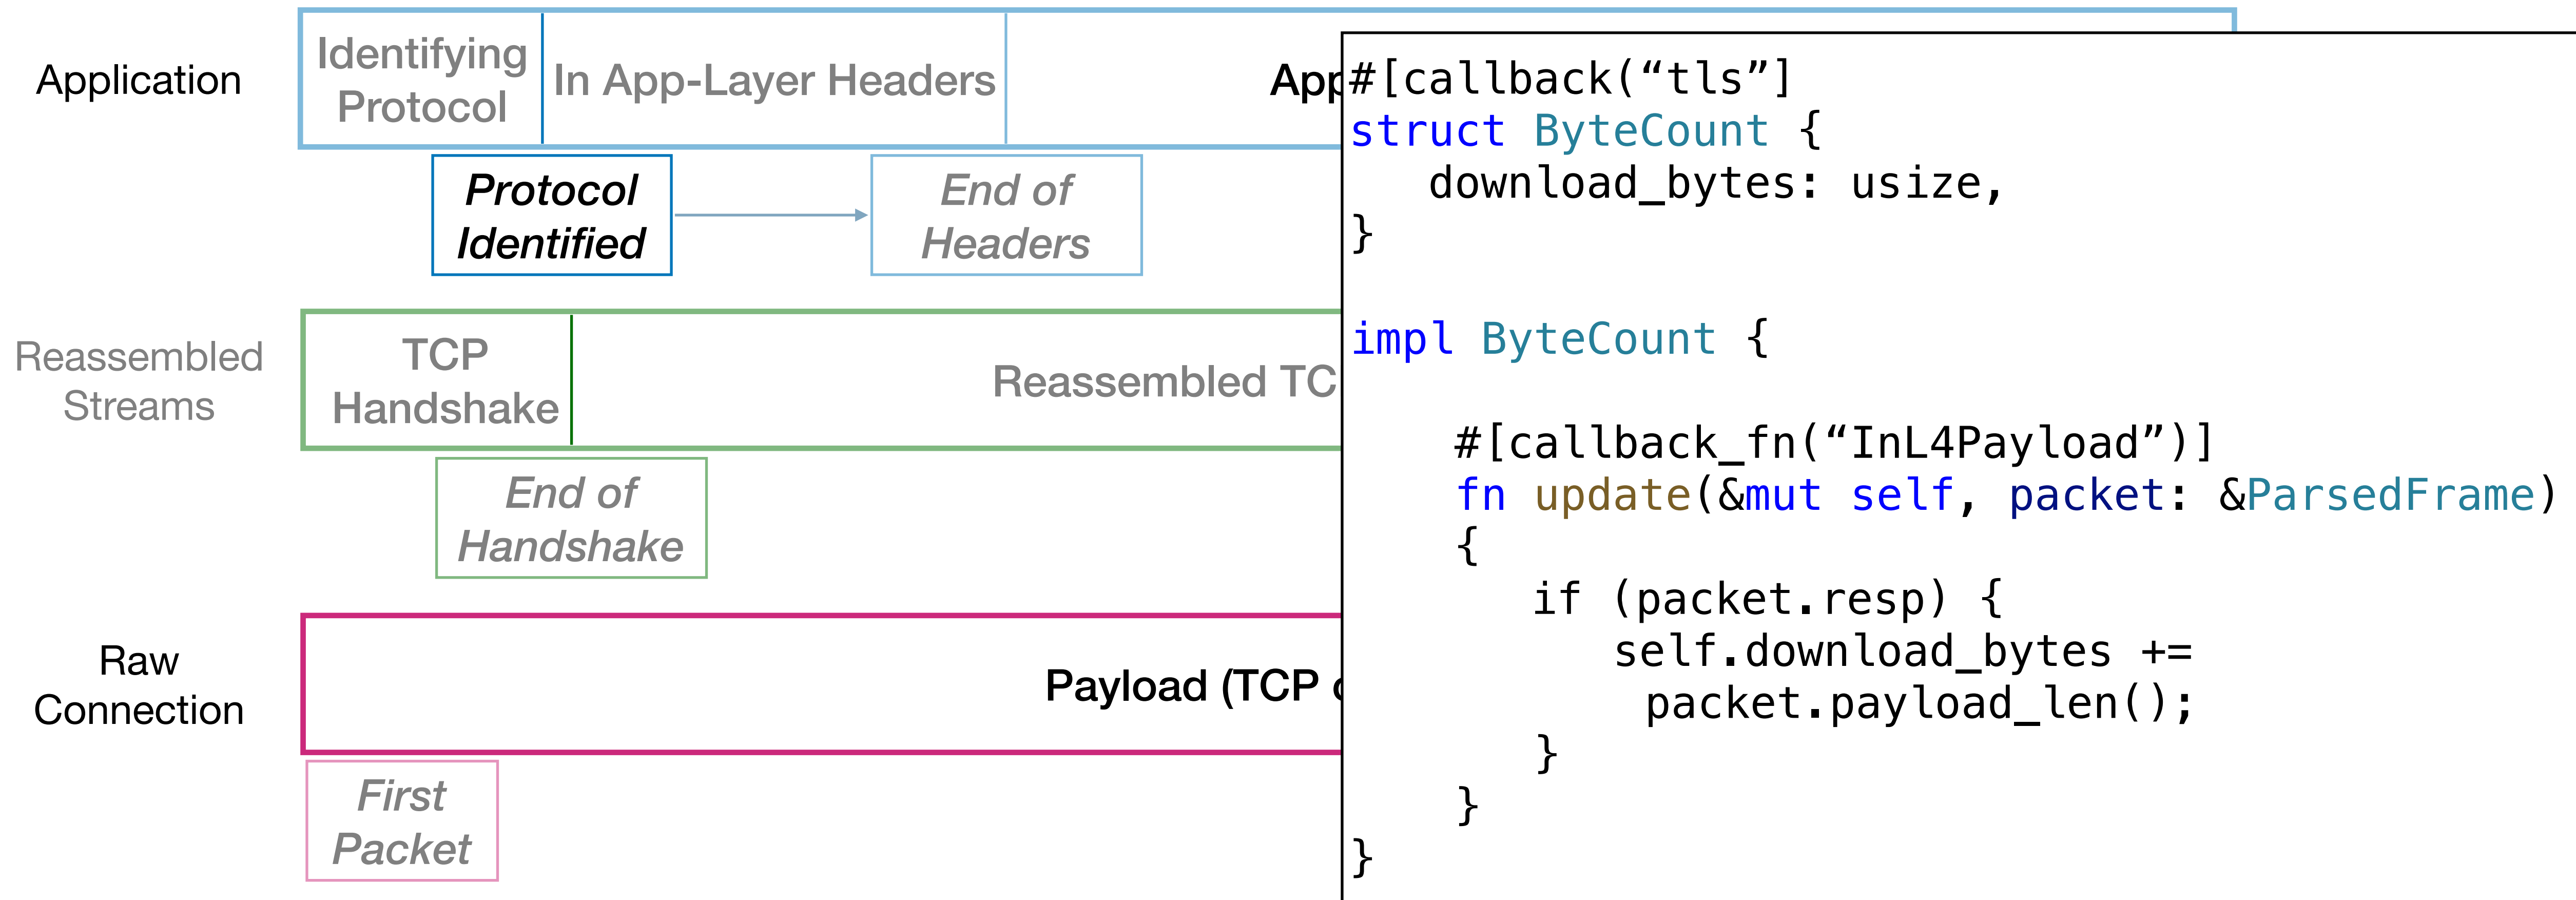 Application
Identifying
Protocol
In App-Layer Headers
App
Protocol
Identified
End of
Headers
Reassembled
Streams
TCP
Handshake
Reassembled TC
End of
Handshake
Raw
Connection
Payload (TCP
First
Packet
#[callback(“tls”]
struct ByteCount {
download_bytes: usize,
}
impl ByteCount {
#[callback_fn(“InL4Payload”)]
fn update(&mut self, packet: &ParsedFrame)
{
if (packet.resp) {
self.download_bytes +=
packet.payload_len();
}
}
}